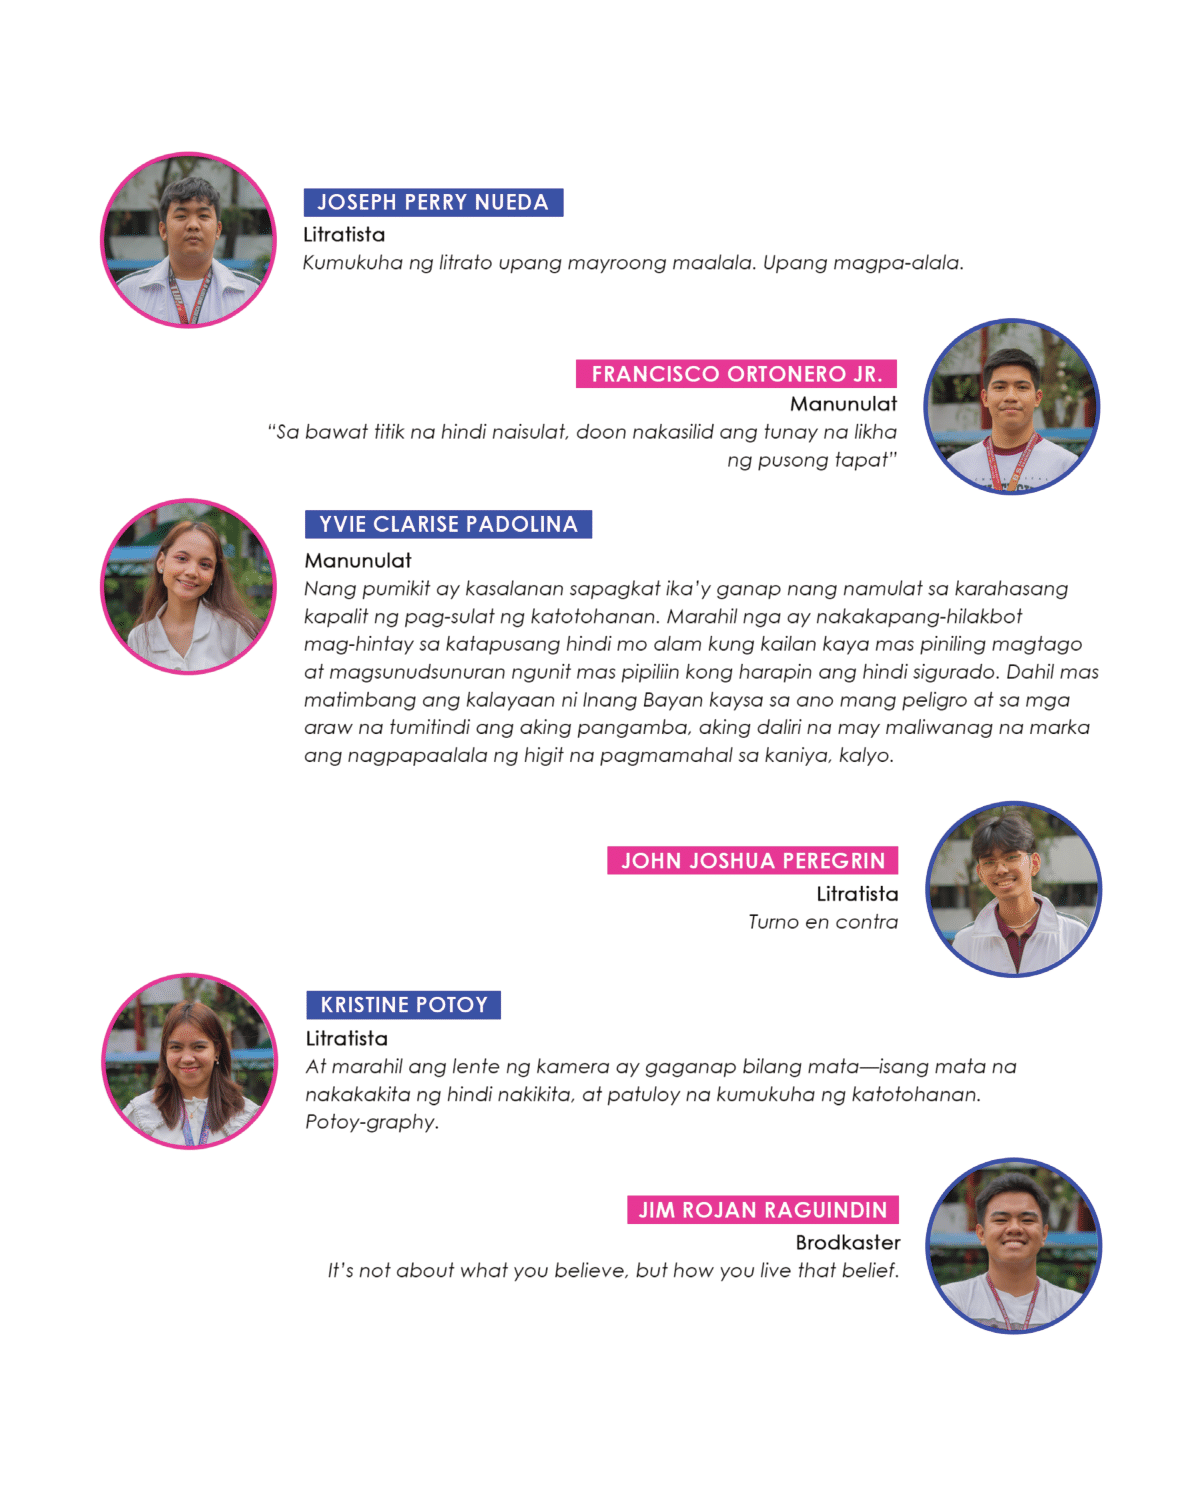 JOSEPH PERRY NUEDA
Litratista
Kumukuha ng litrato upang mayroong maalala. Upang magpa-alala.
FRANCISCO ORTONERO JR.
Manunulat
“Sa bawat titik na hindi naisulat, doon nakasilid ang tunay na likha
ng pusong tapat”
YVIE CLARISE PADOLINA
Manunulat
Nang pumikit ay kasalanan sapagkat ika’y ganap nang namulat sa karahasang
kapalit ng pag-sulat ng katotohanan. Marahil nga ay nakakapang-hilakbot
mag-hintay sa katapusang hindi mo alam kung kailan kaya mas piniling magtago
at magsunudsunuran ngunit mas pipiliin kong harapin ang hindi sigurado. Dahil mas
matimbang ang kalayaan ni Inang Bayan kaysa sa ano mang peligro at sa mga
araw na tumitindi ang aking pangamba, aking daliri na may maliwanag na marka
ang nagpapaalala ng higit na pagmamahal sa kaniya, kalyo.
JOHN JOSHUA PEREGRIN
Litratista
Turno en contra
KRISTINE POTOY
Litratista
At marahil ang lente ng kamera ay gaganap bilang mata—isang mata na
nakakakita ng hindi nakikita, at patuloy na kumukuha ng katotohanan.
Potoy-graphy.
JIM ROJAN RAGUINDIN
Brodkaster
It’s not about what you believe, but how you live that belief.